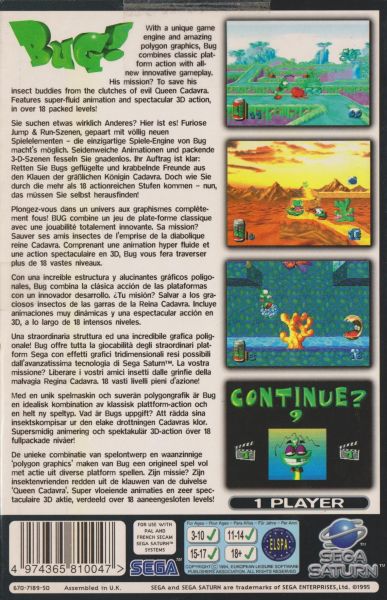 Bug!
With a unique game
engine and amazing
polygon graphics, Bug
combines classic plat-
form action with all-
new innovative gameplay.
His mission? To save his
insect buddies from the clutches of evil Queen Cadavra.
Features super-fluid animation and spectacular 3D action,
in over 18 packed levels!
Sie suchen etwas wirklich Anderes? Hier ist es! Furiose
Jump & Run-Szenen, gepaart mit völlig neuen
Spielelementen - die einzigartige Spiele-Engine von Bug
macht's möglich. Seidenweiche Animationen und packende
3-D-Szenen fesseln Sie gnadenlos. Ihr Auftrag ist klar:
Retten Sie Bugs geflügelte und krabbelnde Freunde aus
den Klauen der gräßlichen Königin Cadavra. Doch wie Sie
durch die mehr als 18 actionreichen Stufen kommen - nun,
das müssen Sie selbst herausfinden!
Plongez-vous dans un univers aux graphismes complète-
ment fous! BUG combine un jeu de plate-forme classique
avec une jouabilité totalement innovante. Sa mission?
Sauver ses amis insectes de l'emprise de la diabolique
reine Cadavra. Comprenant une animation hyper fluide et
une action spectaculaire en 3D, Bug vous fera traverser
plus de 18 vastes niveaux.
Con una increíble estructura y alucinantes gráficos poligo-
nales, Bug combina la clásica acción de las plataformas
con un innovador desarrollo. ¿Tu misión? Salvar a los gra-
ciosos insectos de las garras de la Reina Cadavra. Incluye
animaciones muy dinámicas y una espectacular acción en
3D, a lo largo de 18 intensos niveles.
Una straordinaria struttura ed una incredibile grafica poligo-
onale! Bug offre tutta la giocabilità degli straordinari plat-
form Sega con effetti grafici tridimensionali resi possibili
dall'avanzatissima tecnologia di Sega Saturn™. La vostra
missione? Liberare i vostri amici insetti dalle grinfie della
malvagia Regina Cadavra. 18 vasti livelli pieni d'azione!
Med en unik spelmaskin och suverän polygongrafik är Bug
en idealisk kombination av klassisk plattform-action och
en helt ny speltyp. Vad är Bugs uppgift? Att rädda sina
insektskompisar ur den elake drottningen Cadavras klor.
Supersmidig animering och spektakulär 3D-action över 18
fullpackade nivåer!
De unieke combinatie van spelontwerp en waanzinnige
'polygon graphics' maken van Bug een origineel spel vol
met actie uit diverse platform spellen. Zijn missie? Zijn
insektenvrienden redden uit de klauwen van de duivelse
'Queen Cadavra'. Super vloeiende animaties en zeer spec-
taculaire 3D aktie, verdeeld over 18 aaneengesloten levels!
CONTINUE?
9
1 PLAYER
4 974365 810047 >
670-7189-50
FOR USE WITH
PAL AND
FRENCH SECAM
SEGA SATURN™
SYSTEMS
SEGA
Assembled in U.K.
For Ages - Pour Ages - Para Años - Für Jahre - Per Anni
3-10
11-14
15-17
18+
ELSPA
COPYRIGHT © 1994, EUROPEAN LEISURE SOFTWARE
PUBLISHERS ASSOCIATION. ALL RIGHTS RESERVED
SEGA SATURN
SEGA and SEGA SATURN are trademarks of SEGA ENTERPRISES, Ltd. ©1995